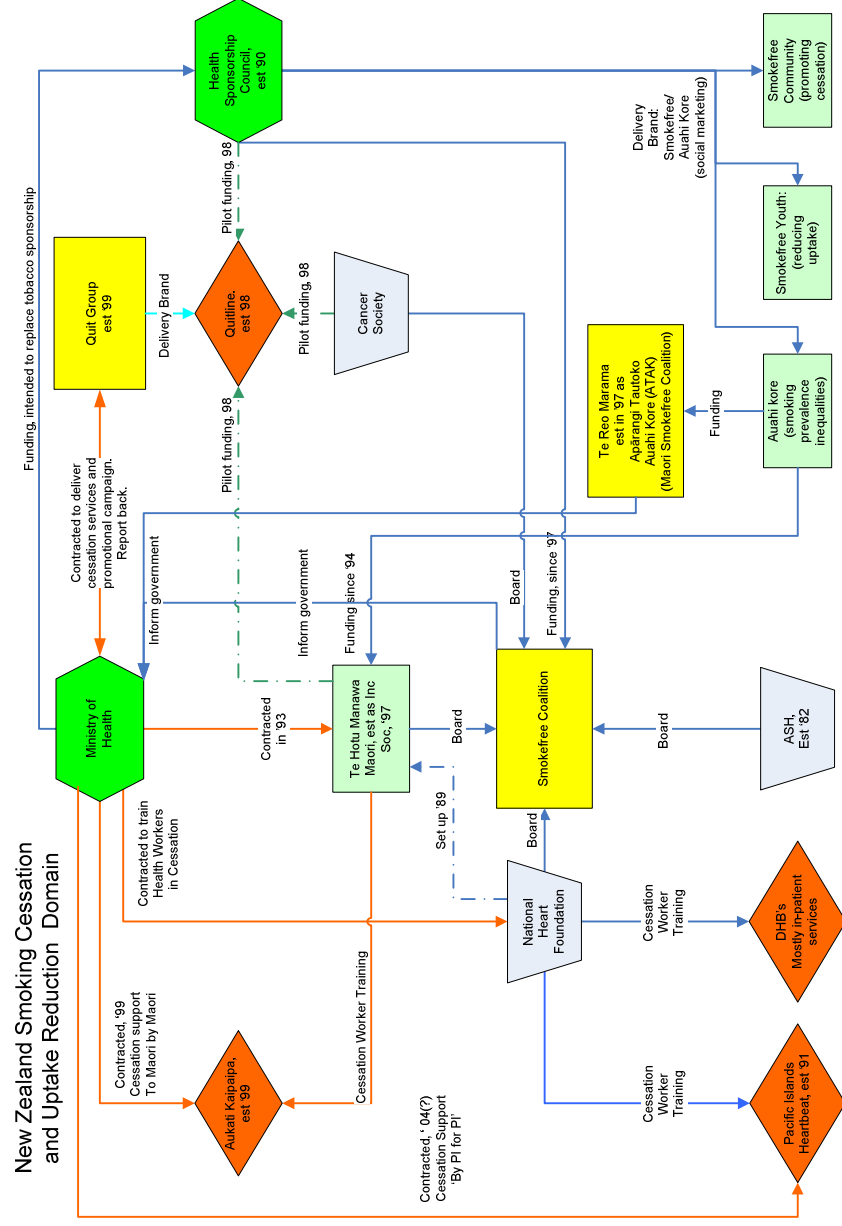 New Zealand Smoking Cessation
and Uptake Reduction Domain
Funding, intended to replace tobacco sponsorship
Ministry of
Health
Contracted to deliver
cessation services and
promotional campaign.
Report back.
Quit Group
est '99
Contracted, '99
Cessation support
To Maori by Maori
Contracted to train
Health Workers
in Cessation
Inform government
Delivery Brand
Aukati Kaipaipa,
est '99
Contracted
in '93
Piilot funding, 98
Quitline.
est '98
Pilot funding, 98
Health
Sponsorship
Council,
est '90
Inform government
Pilot funding, 98
Cessation Worker Training
Te Hotu Manawa
Maori, est as Inc
Soc, '97
Funding since '94
Cancer
Society
Contracted, ' 04(?)
Cessation Support
'By PI for PI'
Set up '89
Board
Board
National
Heart
Foundation
Board
Smokefree Coalition
Funding, since '97
Te Reo Marama
est in '97 as
Apārangi Tautoko
Auahi Kore (ATAK)
(Maori Smokefree Coalition)
Delivery
Brand:
Smokefree/
Auahi Kore
(social marketing)
Cessation
Worker
Training
Cessation
Worker
Training
Board
Funding
Pacific Islands
Heartbeat, est '91
DHB's
Mostly in-patient
services
ASH,
Est '82
Auahi kore
(smoking
prevalence
inequalities)
Smokefree Youth:
(reducing
uptake)
Smokefree
Community
(promoting
cessation)